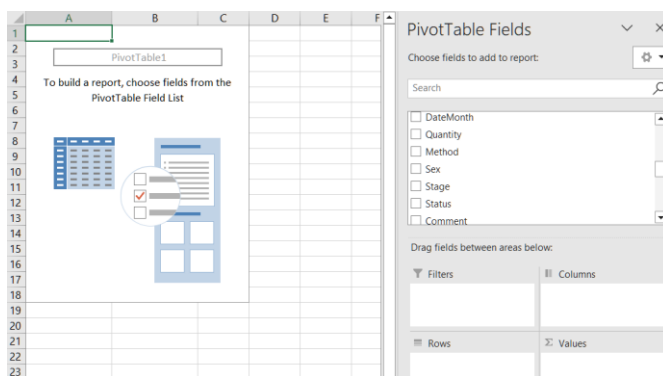 A B C D E F
1
2
3
4
5
6
7
8
9
10
11
12
13
14
15
16
17
18
19
20
21
22
23
PivotTable1
To build a report, choose fields from the
PivotTable Field List
PivotTable Fields
Choose fields to add to report:
Search
DateMonth
Quantity
Method
Sex
Stage
Status
Comment
Drag fields between areas below:
Filters
Columns
Rows
Σ Values